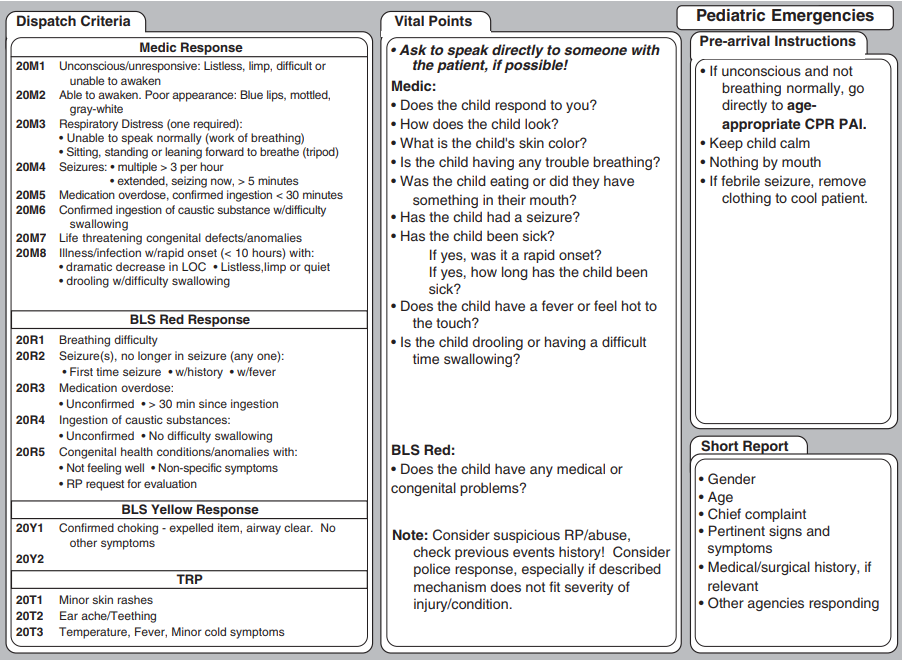 Dispatch Criteria
Medic Response
20M1 Unconscious/unresponsive: Listless, limp, difficult or
unable to awaken
20M2 Able to awaken. Poor appearance: Blue lips, mottled,
gray-white
20M3 Respiratory Distress (one required):
• Unable to speak normally (work of breathing)
• Sitting, standing or leaning forward to breathe (tripod)
20M4 Seizures: • multiple > 3 per hour
• extended, seizing now, > 5 minutes
20M5 Medication overdose, confirmed ingestion < 30 minutes
20M6 Confirmed ingestion of caustic substance w/difficulty
swallowing
20M7 Life threatening congenital defects/anomalies
20M8 Illness/infection w/rapid onset (< 10 hours) with:
• dramatic decrease in LOC • Listless,limp or quiet
• drooling w/difficulty swallowing
BLS Red Response
20R1 Breathing difficulty
20R2 Seizure(s), no longer in seizure (any one):
• First time seizure • w/history • w/fever
20R3 Medication overdose:
• Unconfirmed • > 30 min since ingestion
20R4 Ingestion of caustic substances:
• Unconfirmed • No difficulty swallowing
20R5 Congenital health conditions/anomalies with:
• Not feeling well • Non-specific symptoms
• RP request for evaluation
BLS Yellow Response
20Y1 Confirmed choking - expelled item, airway clear. No
other symptoms
20Y2
TRP
20T1 Minor skin rashes
20T2 Ear ache/Teething
20T3 Temperature, Fever, Minor cold symptoms
Vital Points
• Ask to speak directly to someone with
the patient, if possible!
Medic:
• Does the child respond to you?
• How does the child look?
• What is the child's skin color?
• Is the child having any trouble breathing?
• Was the child eating or did they have
something in their mouth?
• Has the child had a seizure?
• Has the child been sick?
If yes, was it a rapid onset?
If yes, how long has the child been
sick?
• Does the child have a fever or feel hot to
the touch?
• Is the child drooling or having a difficult
time swallowing?
BLS Red:
• Does the child have any medical or
congenital problems?
Note: Consider suspicious RP/abuse,
check previous events history! Consider
police response, especially if described
mechanism does not fit severity of
injury/condition.
Pediatric Emergencies
Pre-arrival Instructions
• If unconscious and not
breathing normally, go
directly to age-
appropriate CPR PAI.
• Keep child calm
• Nothing by mouth
• If febrile seizure, remove
clothing to cool patient.
Short Report
• Gender
• Age
• Chief complaint
• Pertinent signs and
symptoms
• Medical/surgical history, if
relevant
• Other agencies responding